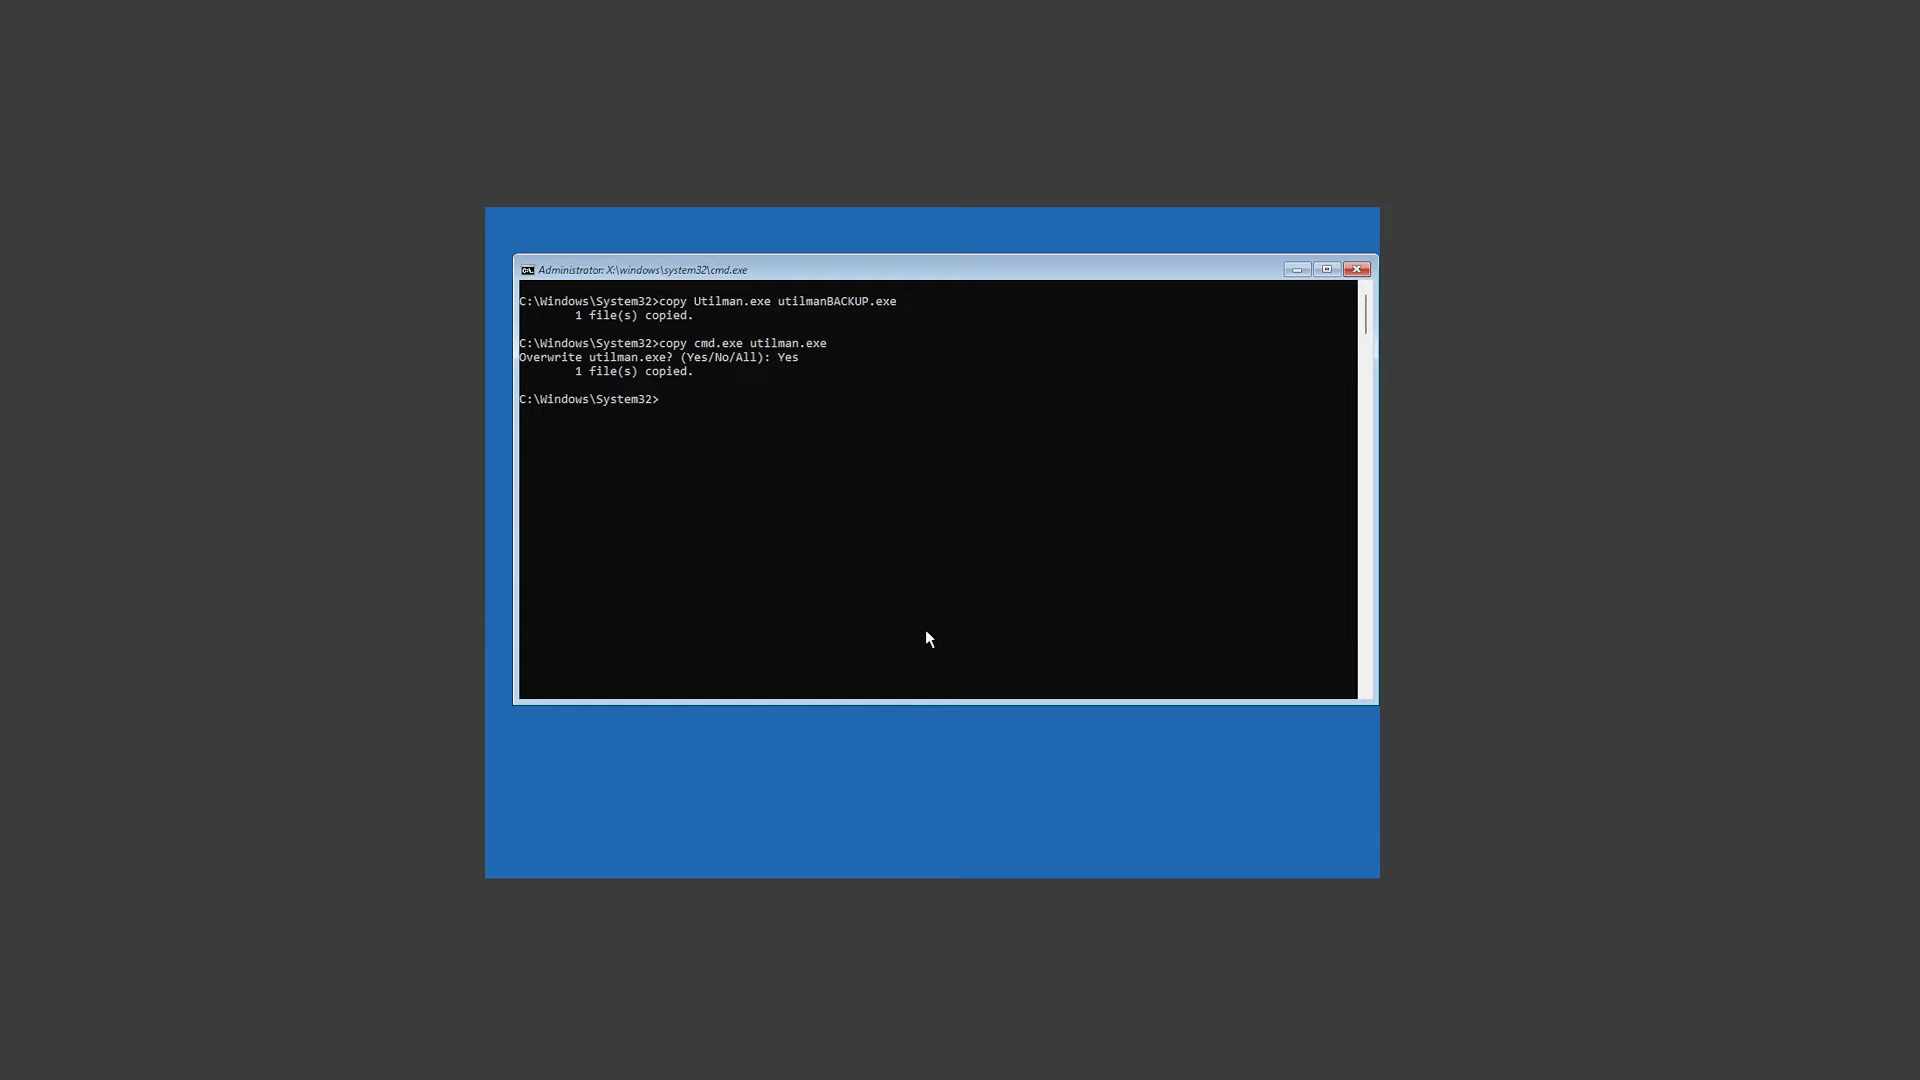 Administrator: X:\windows\system32\cmd.exe
C:\Windows\System32>copy Utilman.exe utilmanBACKUP.exe
1 file(s) copied.
C:\Windows\System32>copy cmd.exe utilman.exe
Overwrite utilman.exe? (Yes/No/All): Yes
1 file(s) copied.
C:\Windows\System32>